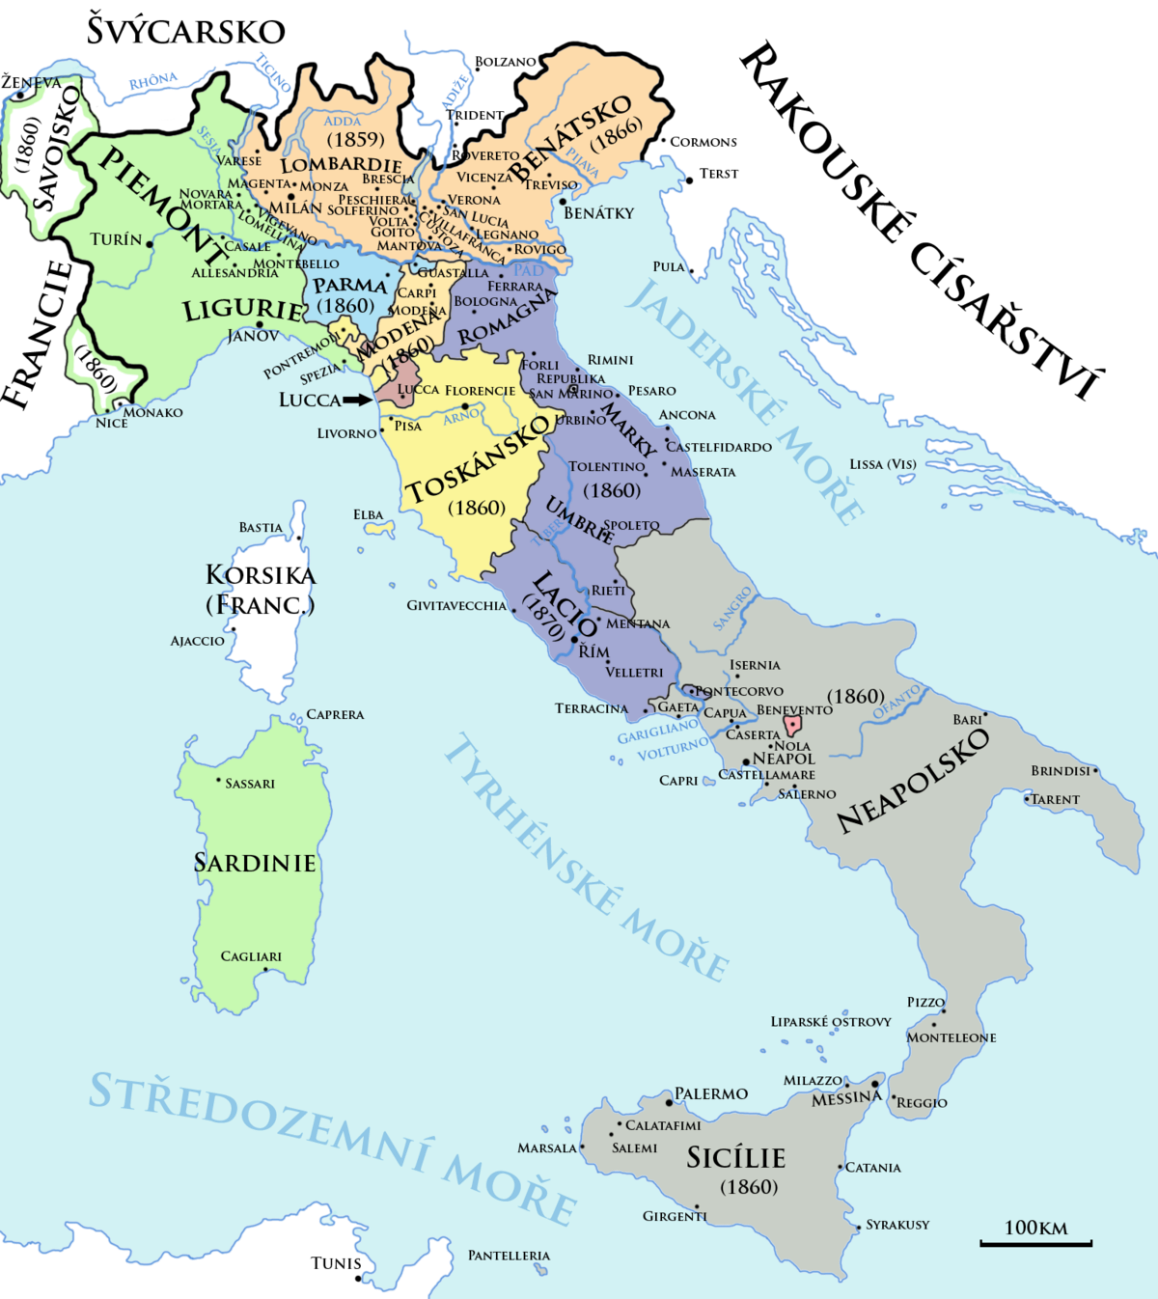 ŠVÝCARSKO
BOLZANO
ŽENEVA
RHÔNA
TICINO
ADIŽE
TRIDENT
RAKOUSKÉ CÍSAŘSTVÍ
(1860)
SAVOJSKO
SESIA
ADDA
(1859)
LOMBARDIE
VARESE
ROVERETO
BENÁTSKO
(1866)
PIJAVA
CORMONS
TERST
PIEMONT
NOVARA
MORTARA
MAGENTA
MONZA
MILÁN
BRESCIA
PESCHIERA
SOLFERINO
VOLTA
GOITO
MANTOVA
VICENZA
TREVISO
VERONA
SAN LUCIA
VILLAFRANCA
CUSTOZA
LEGNANO
ROVIGO
BENÁTKY
VIGEVANO
LOMELLINA
TURÍN
CASALE
ALLESANDRIA
MONTEBELLO
PÁD
PULA
FRANCIE
PARMA
(1860)
GUASTALLA
CARPI
MODENA
FERRARA
BOLOGNA
ROMAGNA
JADERSKÉ MOŘE
LIGURIE
JANOV
MODENA
(1860)
PONTREMOLI
SPEZIA
(1860)
NICE
MONAKO
LUCCA
LUCCA
FLORENCIE
ARNO
PISA
LIVORNO
FORLI
RIMINI
REPUBLIKA
SAN MARINO
PESARO
URBINO
MARKY
ANCONA
CASTELFIDARDO
TOLENTINO
MASERATA
(1860)
LISSA (VIS)
TOSKÁNSKO
(1860)
ELBA
UMBRIE
SPOLETO
TIBER
BASTIA
KORSIKA
(FRANC.)
AJACCIO
RIETI
LACIO
(1870)
GIVITAVECCHIA
MENTANA
ŘÍM
VELLETRI
TERRACINA
SANGRO
ISERNIA
PONTECORVO
GAETA
GARIGLIANO
CAPUA
BENEVENTO
(1860)
OFANTO
VOLTURNO
CASERTA
NOLA
NEAPOL
CAPRI
CASTELLAMARE
SALERNO
NEAPOLSKO
BARI
BRINDISI
TARENT
CAPRERA
SASSARI
SARDINIE
CAGLIARI
TYRHÉNSKÉ MOŘE
PIZZO
MONTELEONE
LIPARSKÉ OSTROVY
MILAZZO
MESSINA
REGGIO
STŘEDOZEMNÍ MOŘE
PALERMO
CALATAFIMI
MARSALA
SALEMI
SICÍLIE
(1860)
CATANIA
GIRGENTI
SYRAKUSY
100KM
TUNIS
PANTELLERIA